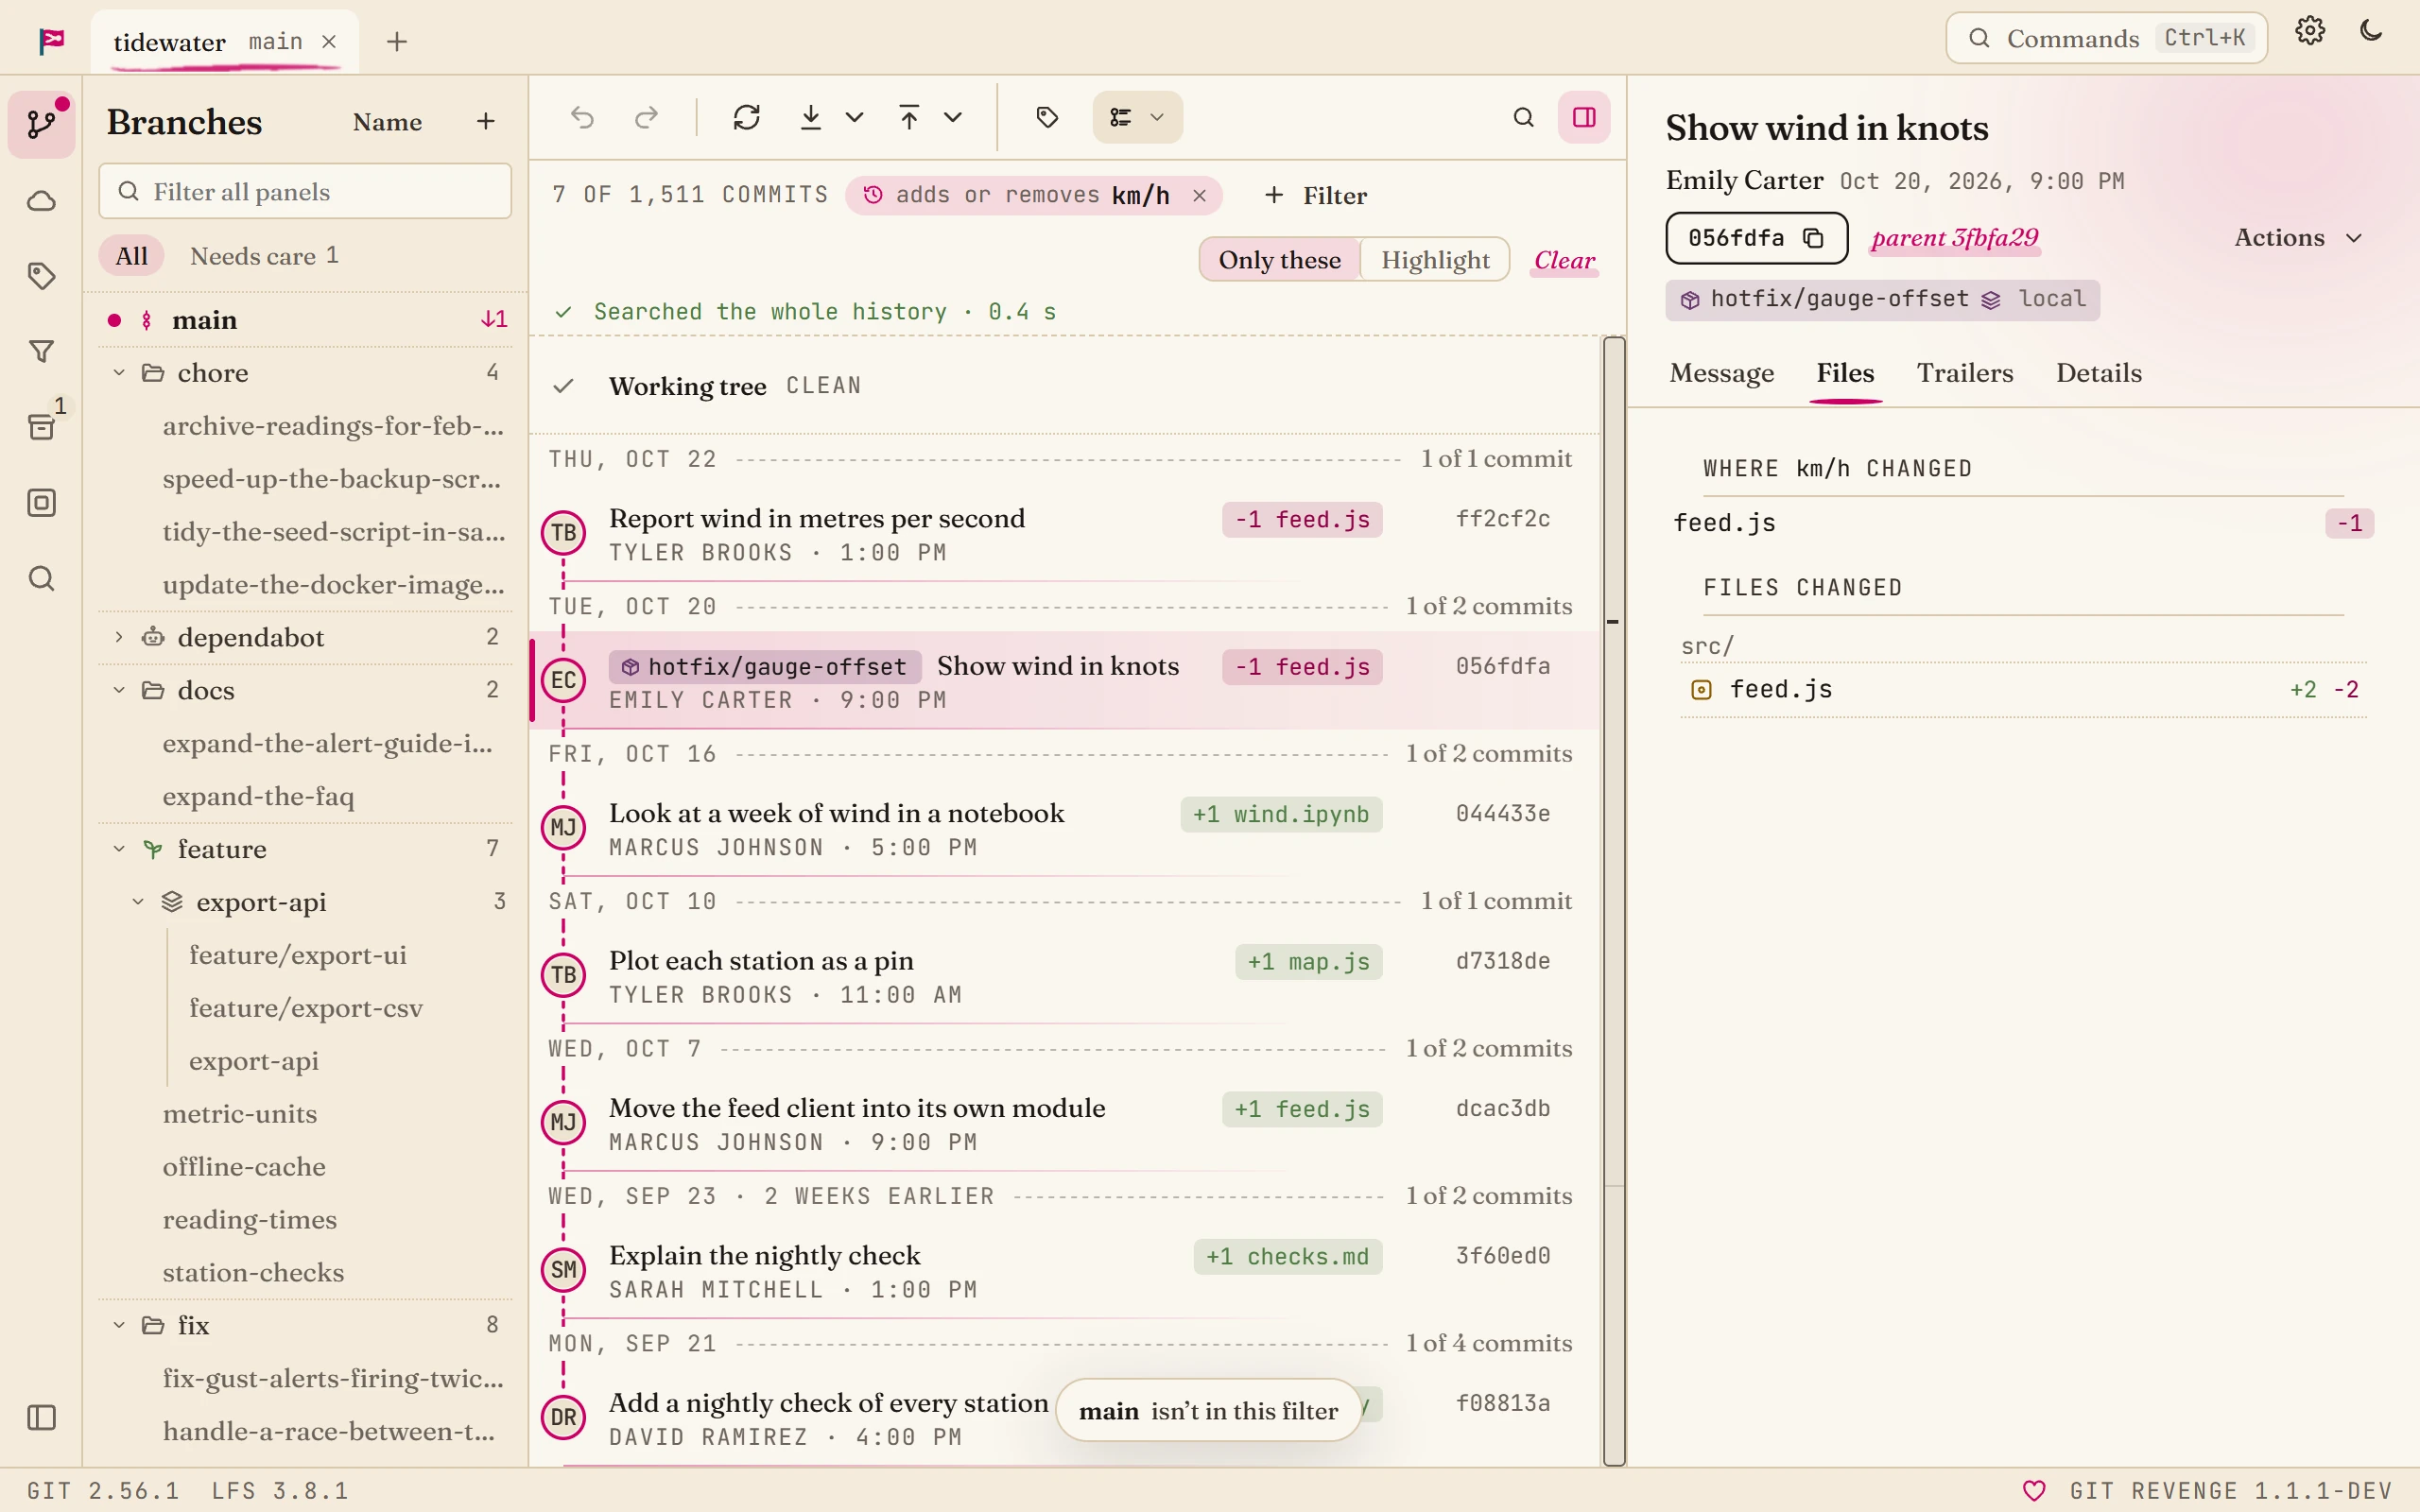 tidewater main
Commands Ctrl+K
Branches Name
Filter all panels
All Needs care 1
main ↓1
chore 4
archive-readings-for-feb-...
speed-up-the-backup-scr...
tidy-the-seed-script-in-sa...
update-the-docker-image...
dependabot 2
docs 2
expand-the-alert-guide-i...
expand-the-faq
feature 7
export-api 3
feature/export-ui
feature/export-csv
export-api
metric-units
offline-cache
reading-times
station-checks
fix 8
fix-gust-alerts-firing-twic...
handle-a-race-between-t...
1
7 OF 1,511 COMMITS adds or removes km/h Filter
Only these Highlight Clear
Searched the whole history · 0.4 s
Working tree CLEAN
THU, OCT 22 1 of 1 commit
Report wind in metres per second -1 feed.js ff2cf2c
TB
TYLER BROOKS · 1:00 PM
TUE, OCT 20 1 of 2 commits
hotfix/gauge-offset Show wind in knots -1 feed.js 056fdfa
EC
EMILY CARTER · 9:00 PM
FRI, OCT 16 1 of 2 commits
Look at a week of wind in a notebook +1 wind.ipynb 044433e
MJ
MARCUS JOHNSON · 5:00 PM
SAT, OCT 10 1 of 1 commit
Plot each station as a pin +1 map.js d7318de
TB
TYLER BROOKS · 11:00 AM
WED, OCT 7 1 of 2 commits
Move the feed client into its own module +1 feed.js dcac3db
MJ
MARCUS JOHNSON · 9:00 PM
WED, SEP 23 · 2 WEEKS EARLIER 1 of 2 commits
Explain the nightly check +1 checks.md 3f60ed0
SM
SARAH MITCHELL · 1:00 PM
MON, SEP 21 1 of 4 commits
Add a nightly check of every station f08813a
DR
DAVID RAMIREZ · 4:00 PM
main isn't in this filter
Show wind in knots
Emily Carter Oct 20, 2026, 9:00 PM
056fdfa parent 3fbfa29 Actions
hotfix/gauge-offset local
Message Files Trailers Details
WHERE km/h CHANGED
feed.js -1
FILES CHANGED
src/
feed.js +2 -2
GIT 2.56.1 LFS 3.8.1
GIT REVENGE 1.1.1-DEV